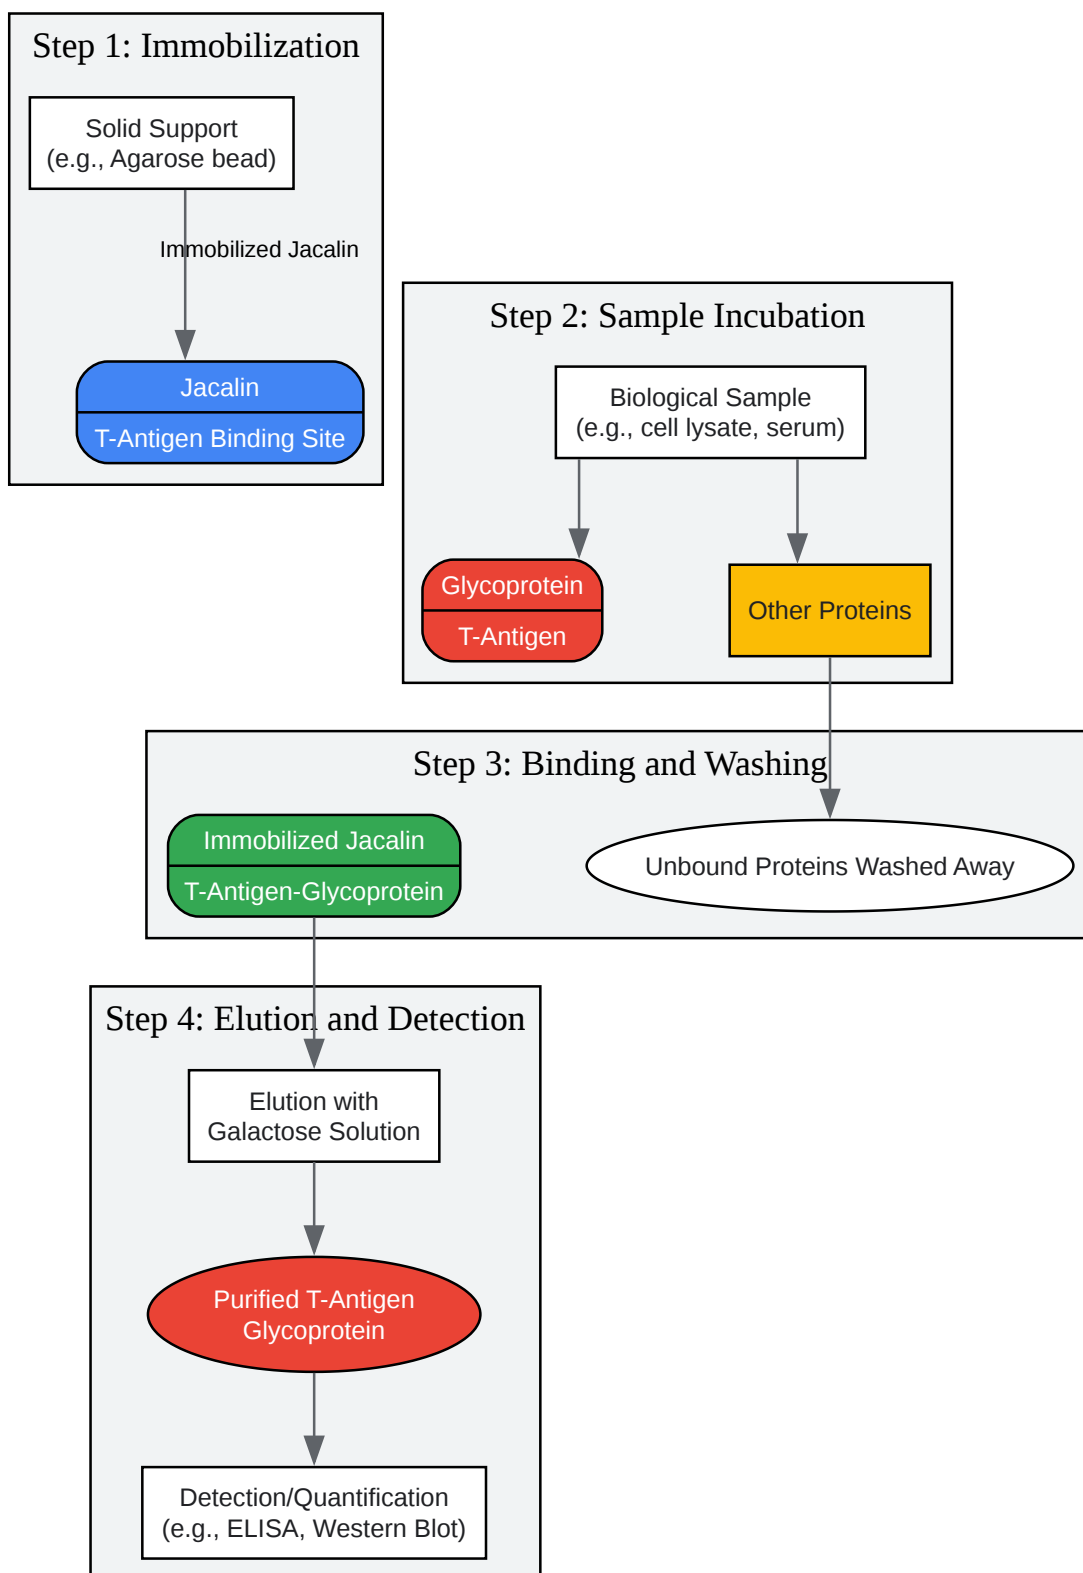 Step 1: Immobilization
Solid Support
(e.g., Agarose bead)
Immobilized Jacalin
Jacalin
T-Antigen Binding Site
Step 2: Sample Incubation
Biological Sample
(e.g., cell lysate, serum)
Glycoprotein
T-Antigen
Other Proteins
Step 3: Binding and Washing
Immobilized Jacalin
T-Antigen-Glycoprotein
Unbound Proteins Washed Away
Step 4: Elution and Detection
Elution with
Galactose Solution
Purified T-Antigen
Glycoprotein
Detection/Quantification
(e.g., ELISA, Western Blot)